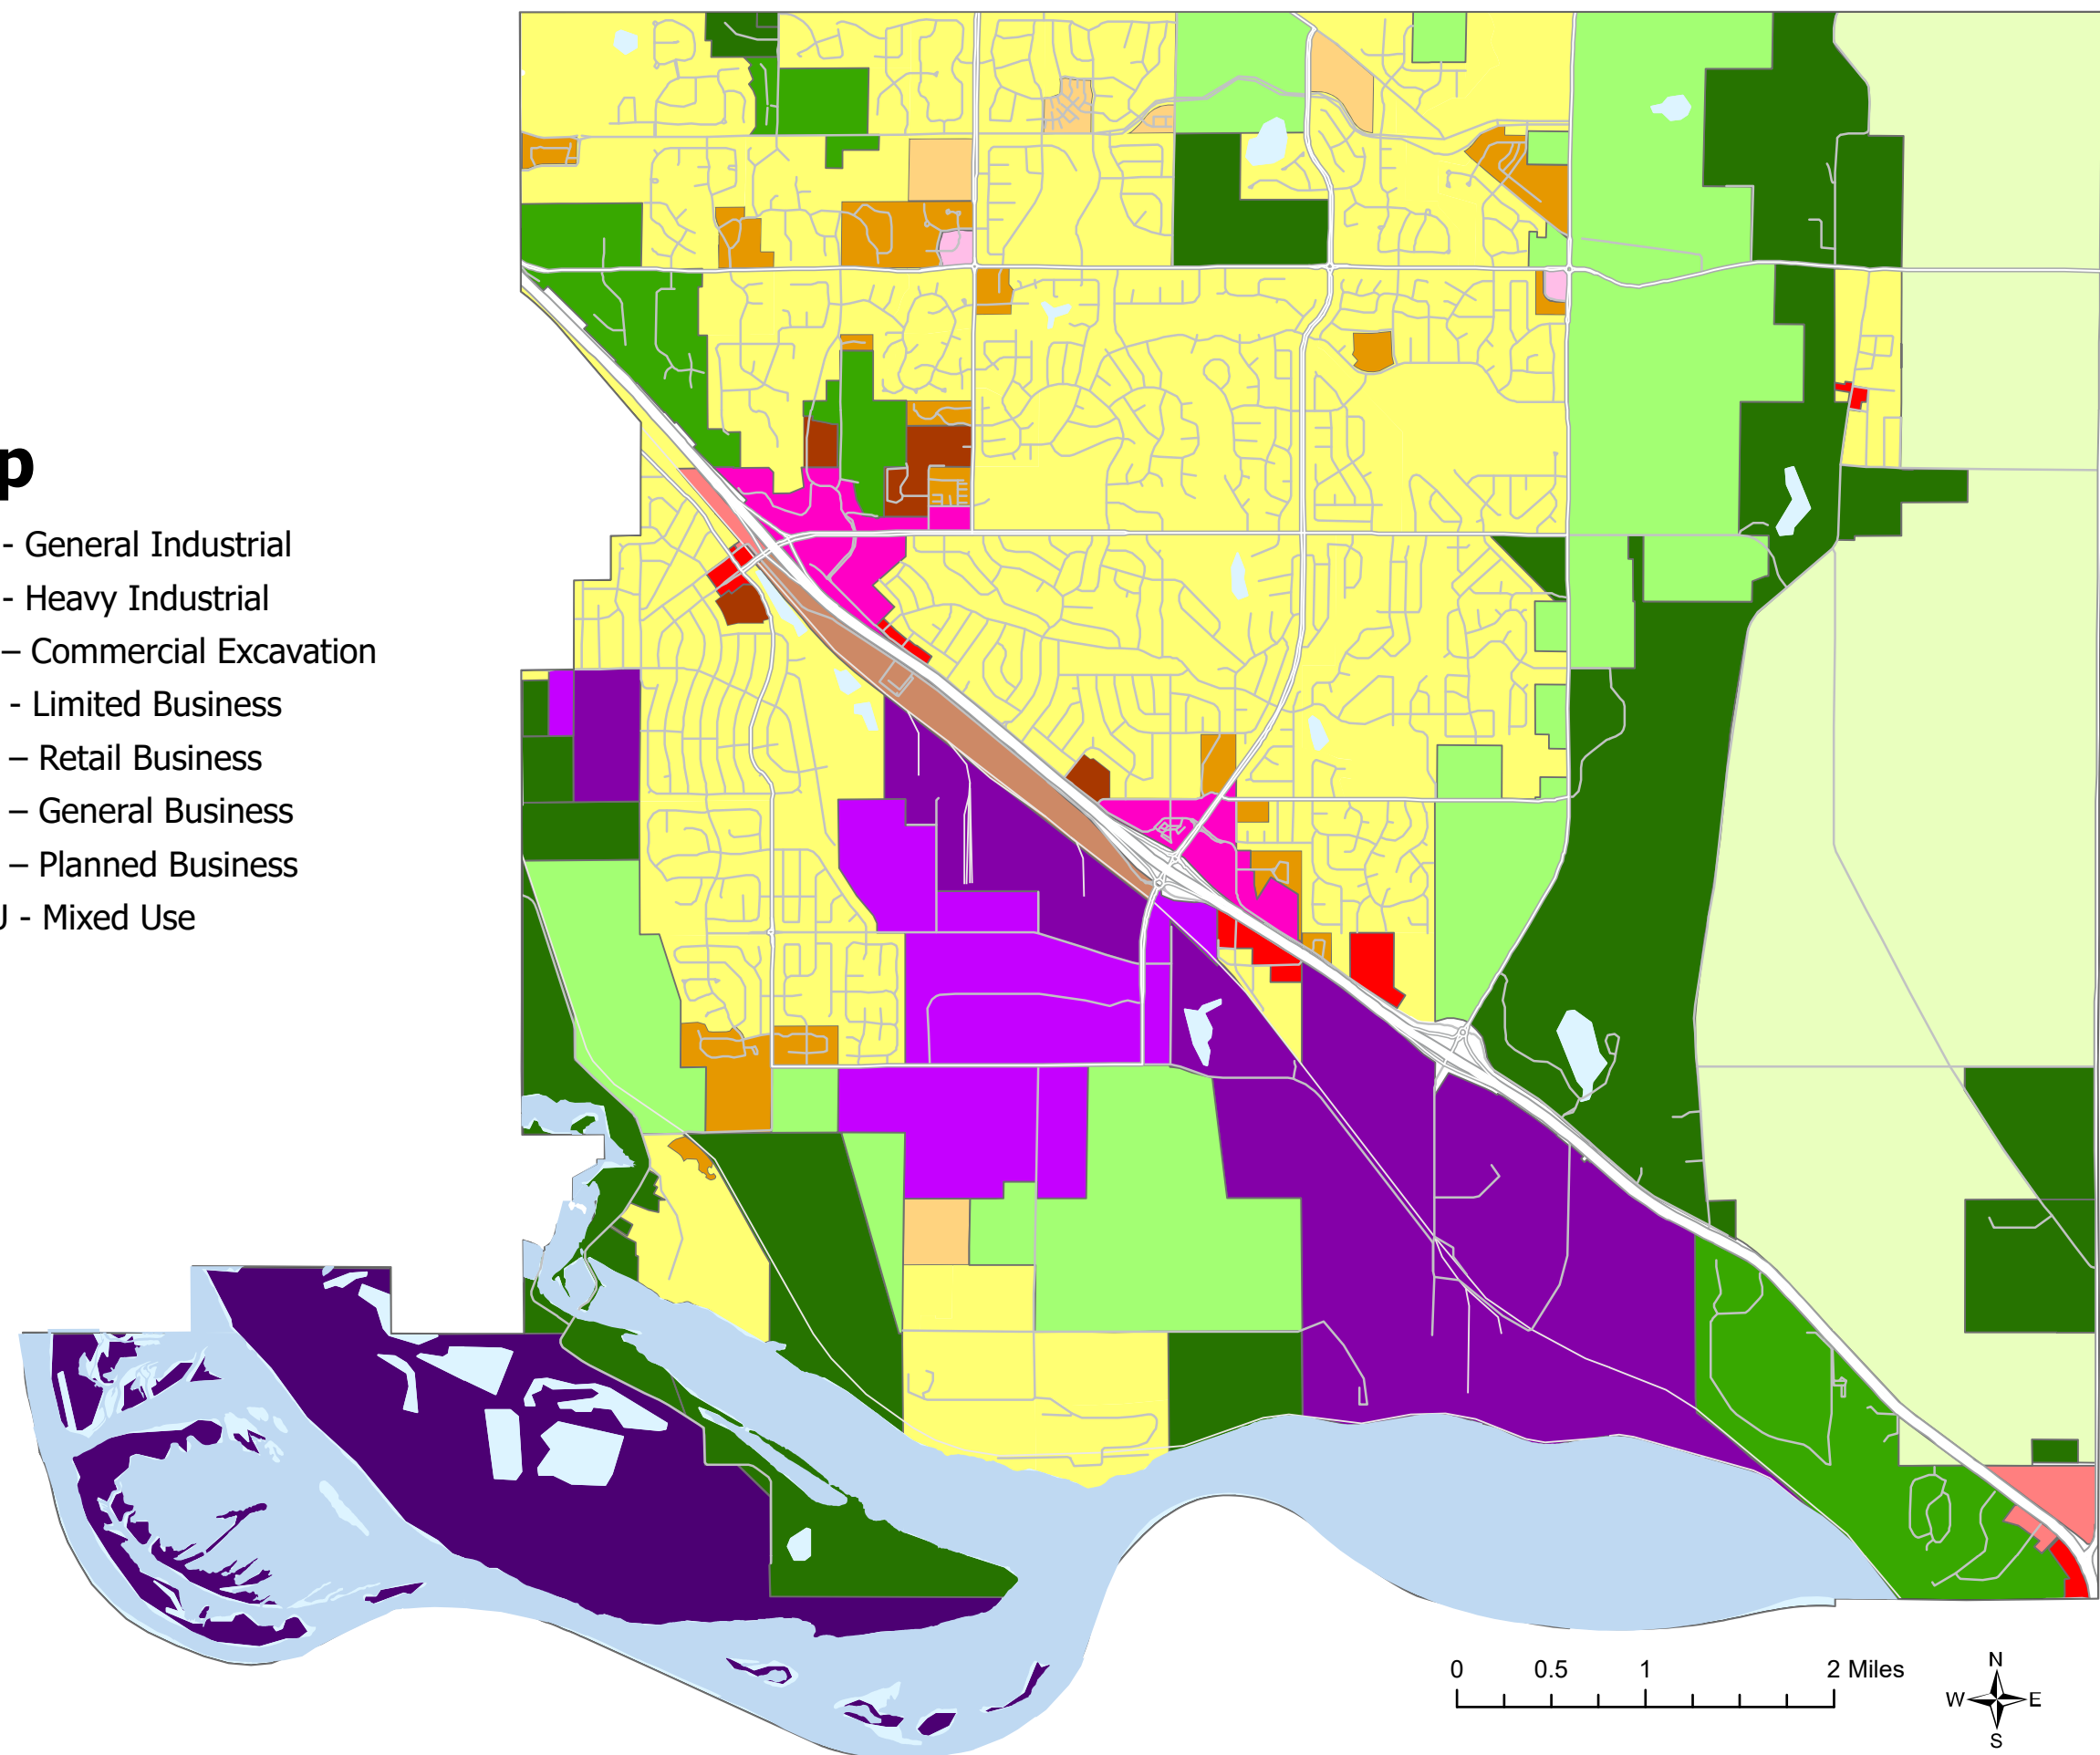 p
- General Industrial
- Heavy Industrial
– Commercial Excavation
- Limited Business
– Retail Business
– General Business
– Planned Business
U - Mixed Use
0 0.5 1 2 Miles
N
W E
S